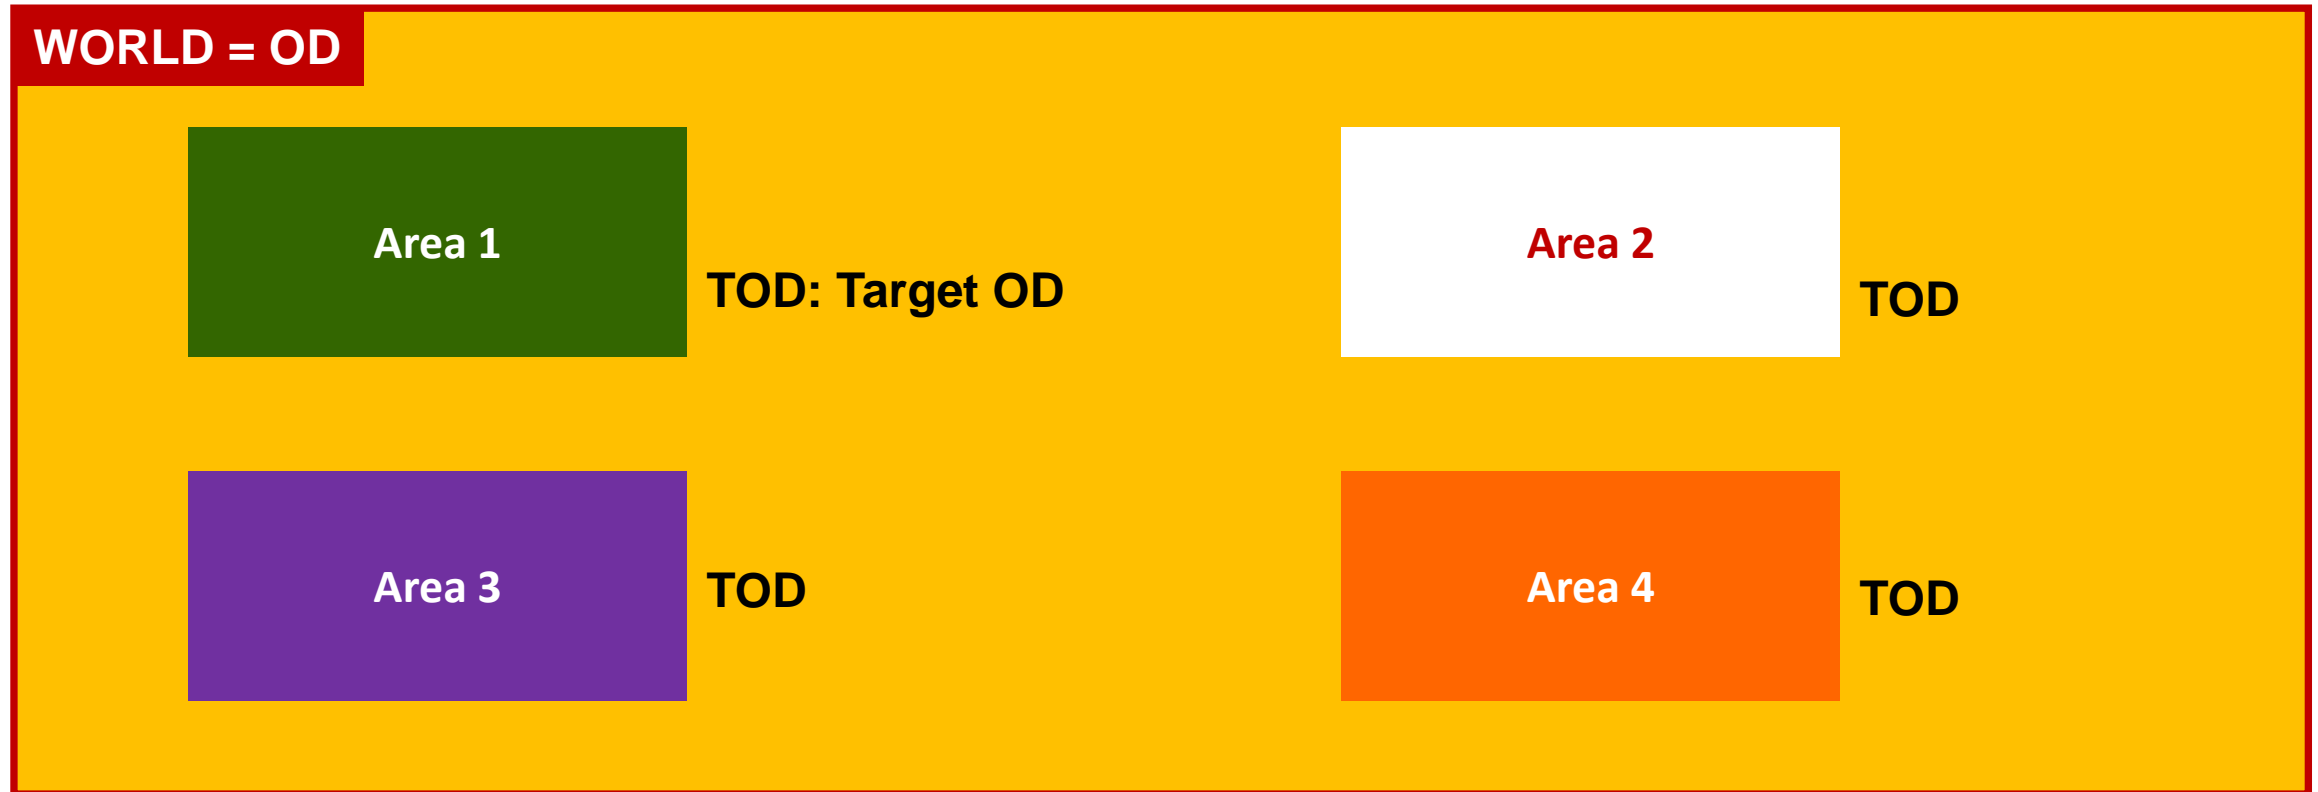 WORLD = OD
Area 1
TOD: Target OD
Area 2
TOD
Area 3
TOD
Area 4
TOD